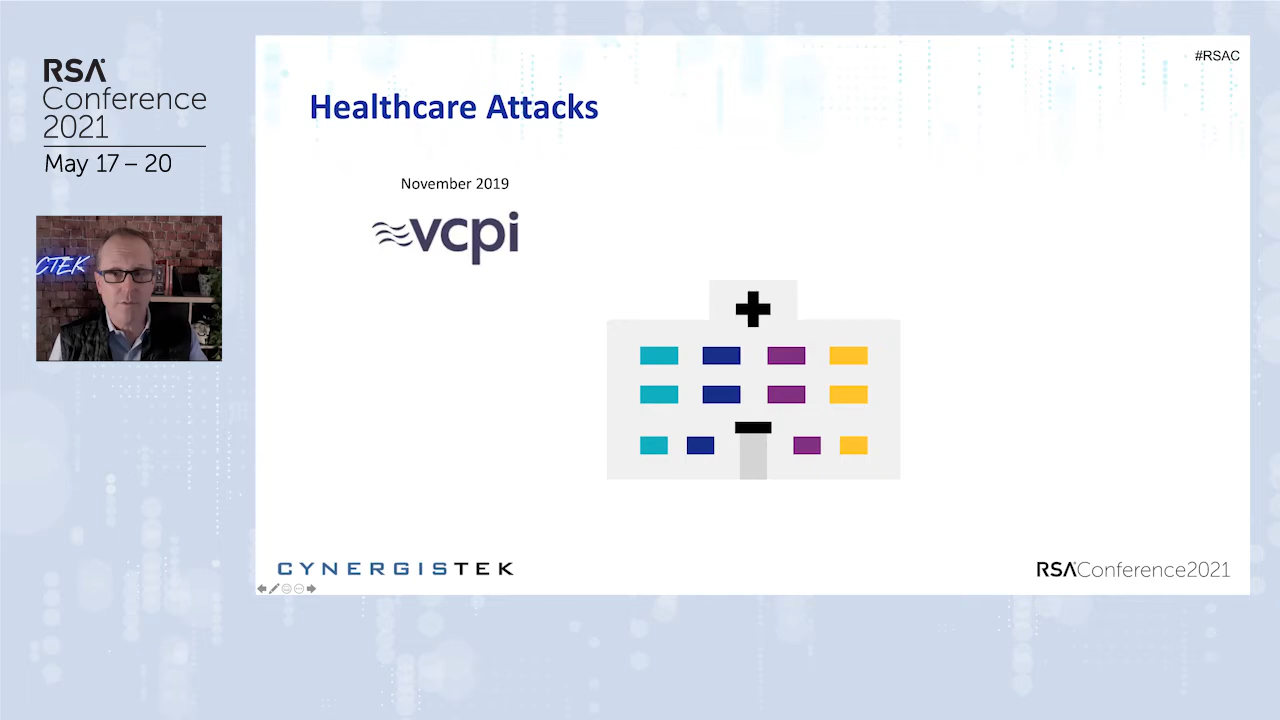 RSA
Conference
2021
May 17 – 20
CTEK
#RSAC
Healthcare Attacks
November 2019
vcpi
CYNERGISTEK
RSAConference2021